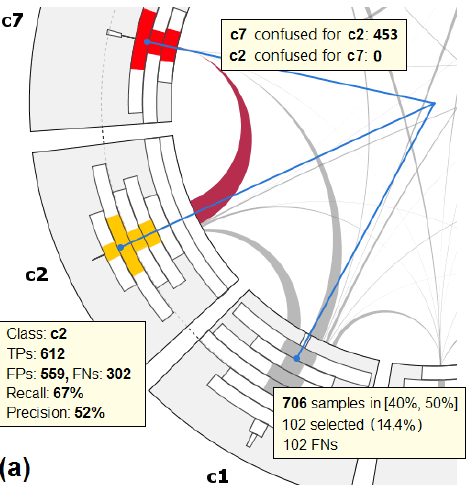 c7
c7 confused for c2: 453
c2 confused for c7: 0
c2
Class: c2
TPs: 612
FPs: 559, FNs: 302
Recall: 67%
Precision: 52%
706 samples in [40%, 50%]
102 selected (14.4%)
102 FNs
(a)
c1